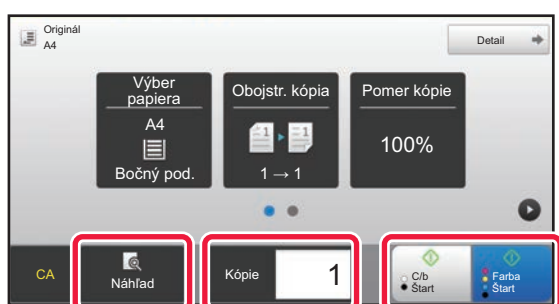 Originál
A4
Detail
Výber
papiera
A4
Bočný pod.
Obojstr. kópia
1 → 1
Pomer kópie
100%
CA
Náhľad
Kópie
1
C/b
Štart
Farba
Štart